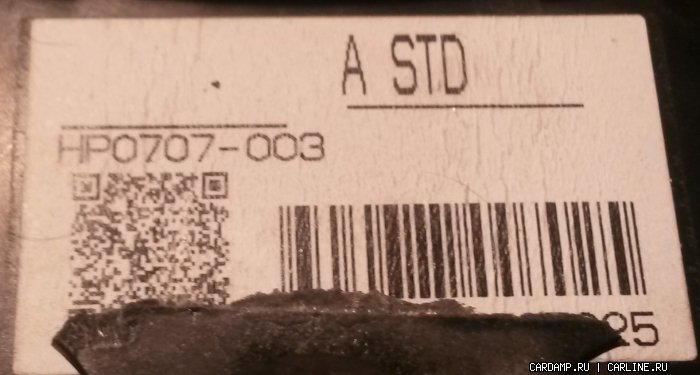 A STD
HP0707-003
25
CARDAMP.RU | CARLINE.RU